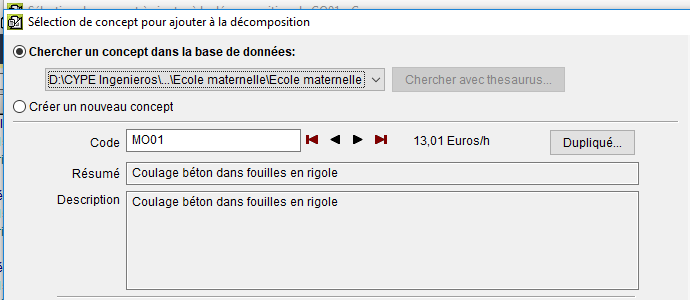 Sélection de concept pour ajouter à la décomposition
Chercher un concept dans la base de données:
D:\CYPE Ingenieros\...\Ecole maternelle\Ecole maternelle
Chercher avec thesaurus...
Créer un nouveau concept
Code MO01 13,01 Euros/h Dupliqué...
Résumé Coulage béton dans fouilles en rigole
Description Coulage béton dans fouilles en rigole